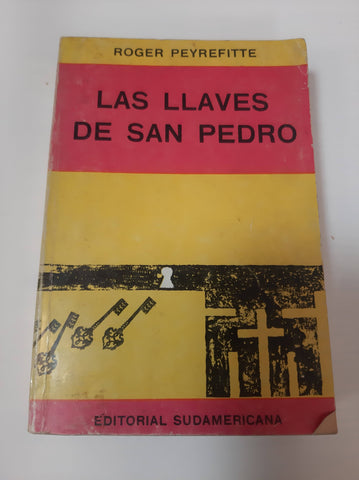 ROGER PEYREFITTE
LAS LLAVES
DE SAN PEDRO
EDITORIAL SUDAMERICANA